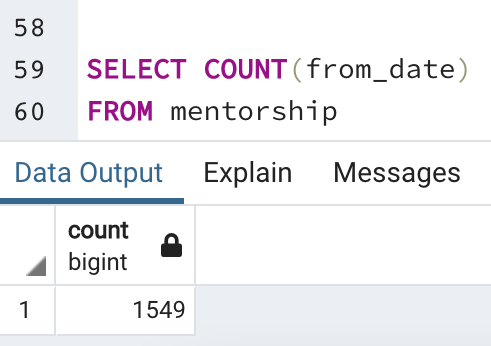 58
59 SELECT COUNT(from_date)
60 FROM mentorship
Data Output Explain Messages
count
bigint
1 1549